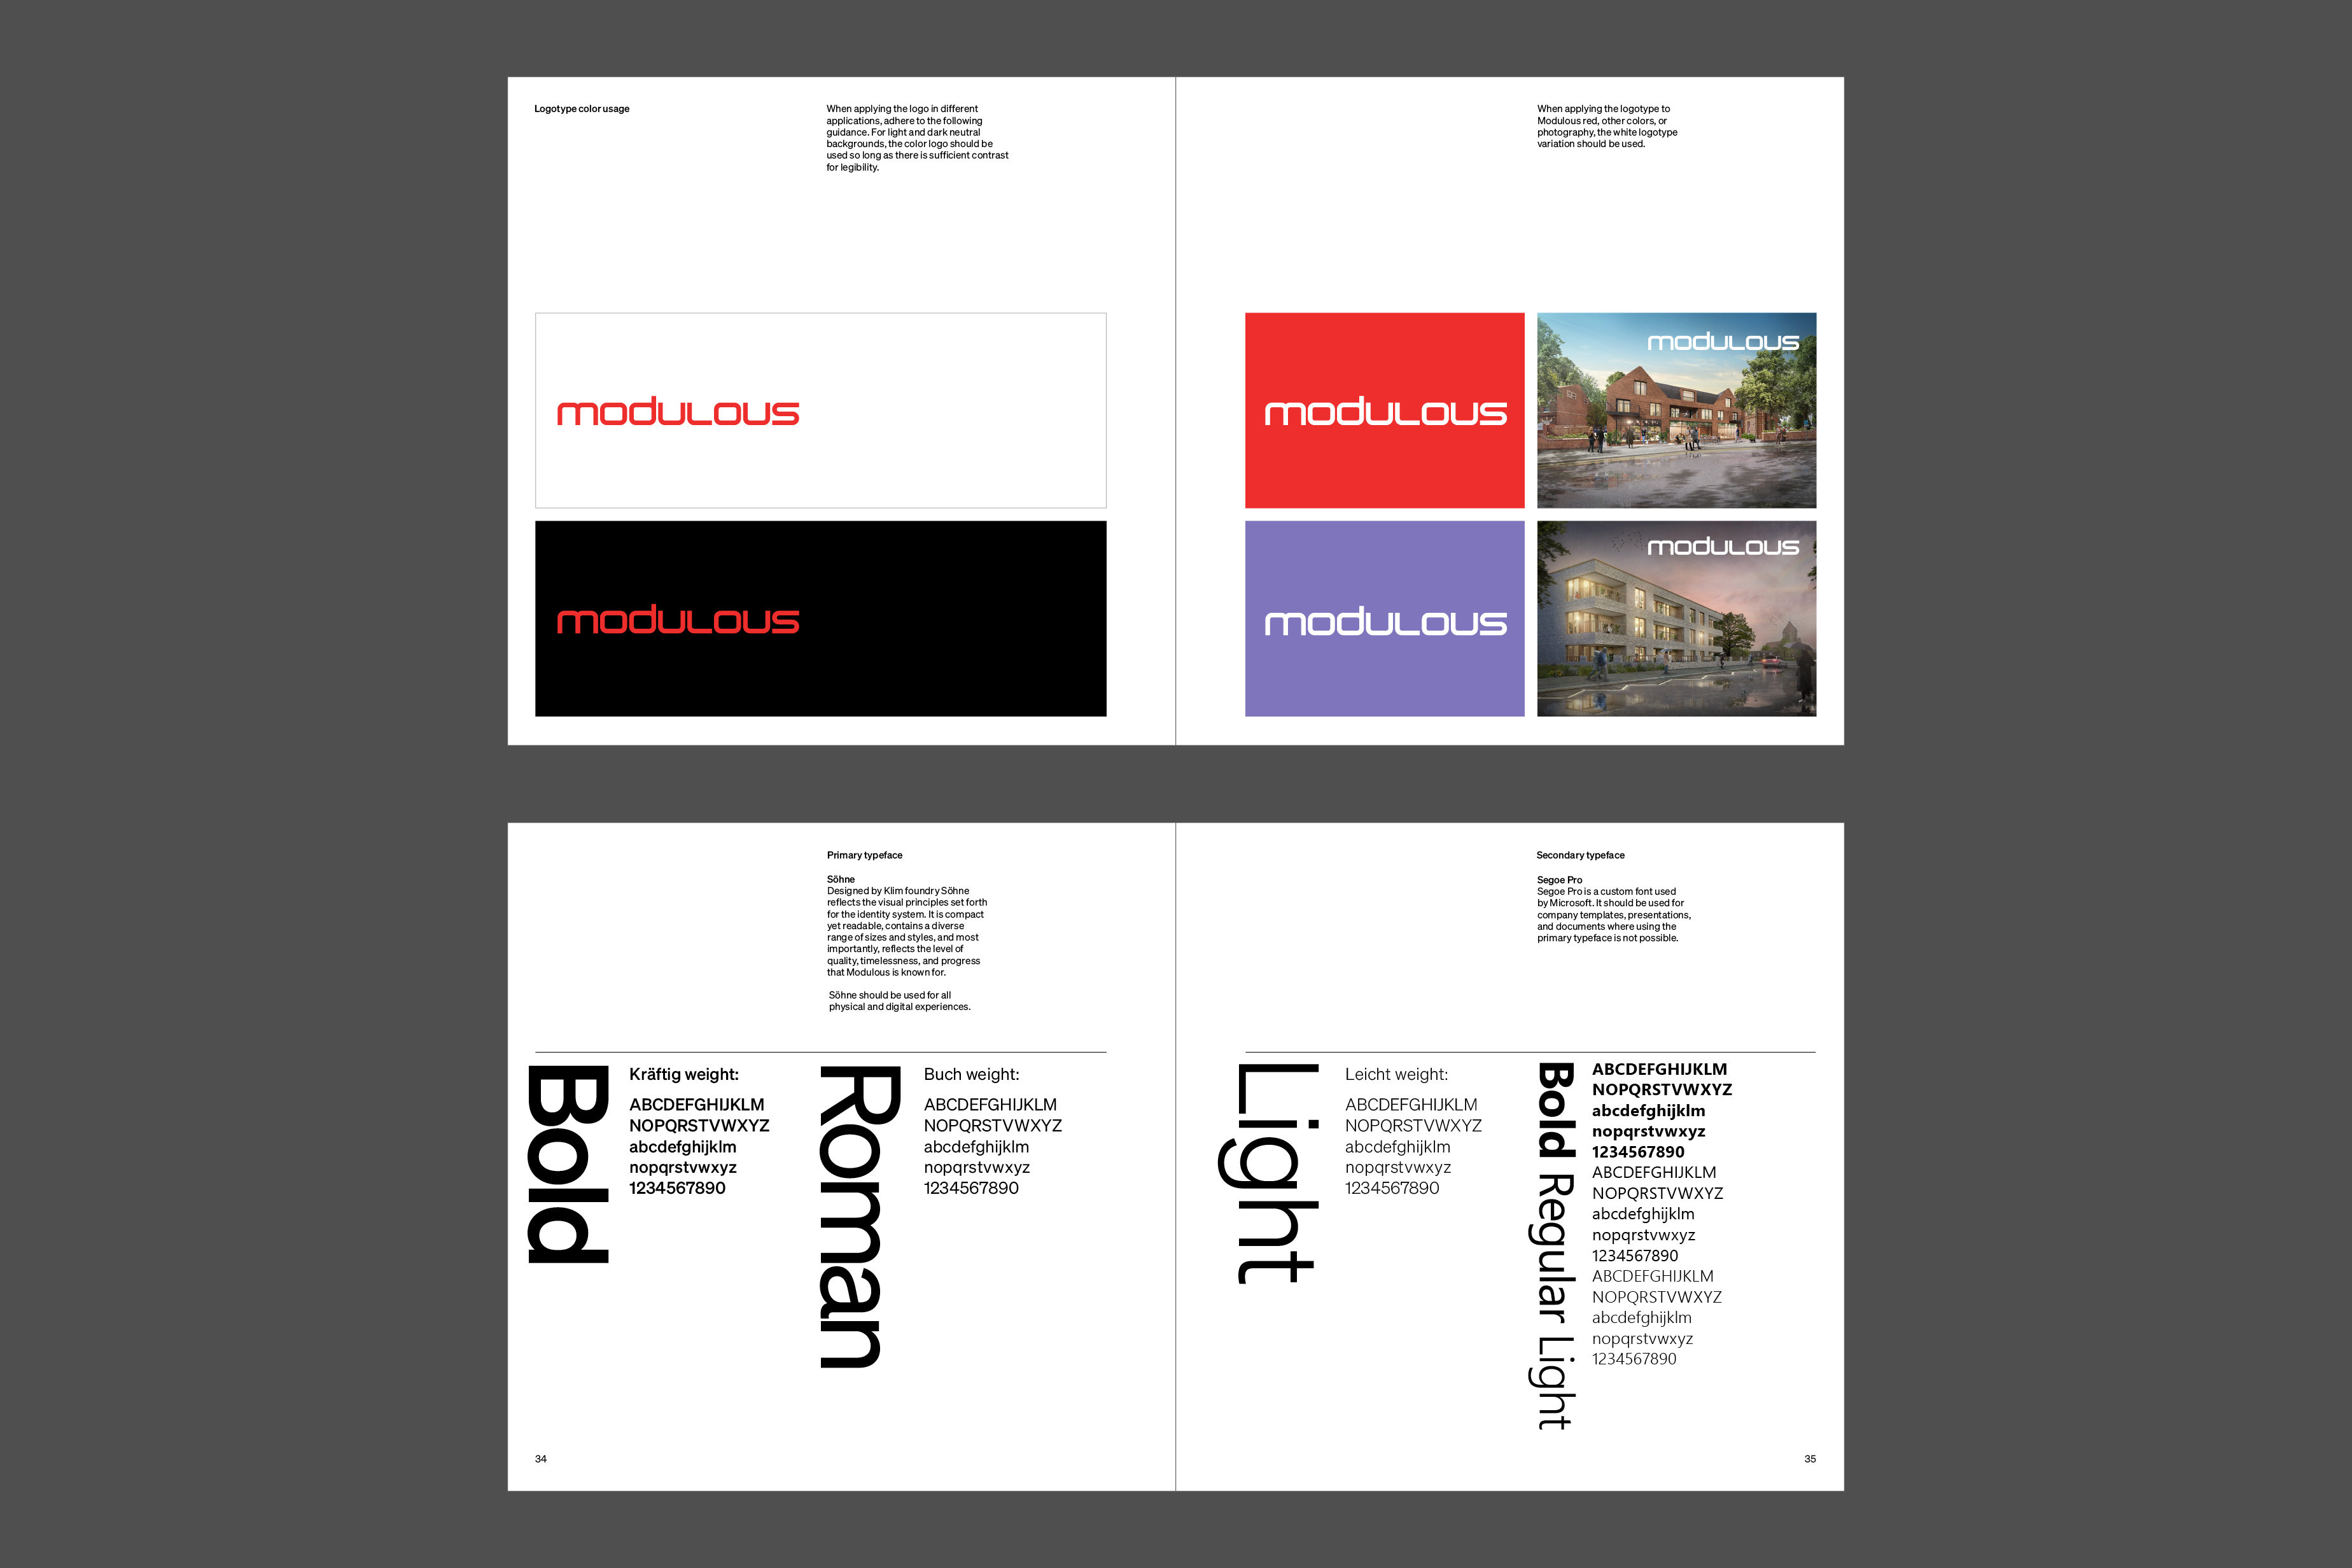 Logotype color usage
When applying the logo in different
applications, adhere to the following
guidance. For light and dark neutral
backgrounds, the color logo should be
used so long as there is sufficient contrast
for legibility.
When applying the logotype to
Modulous red, other colors, or
photography, the white logotype
variation should be used.
modulous
modulous
modulous
modulous
modulous
modulous
Primary typeface
Söhne
Designed by Klim foundry Söhne
reflects the visual principles set forth
for the identity system. It is compact
yet readable, contains a diverse
range of sizes and styles, and most
importantly, reflects the level of
quality, timelessness, and progress
that Modulous is known for.
Söhne should be used for all
physical and digital experiences.
Bold
Kräftig weight:
ABCDEFGHIJKLM
NOPQRSTVWXYZ
abcdefghijklm
nopqrstvwxyz
1234567890
Roman
Buch weight:
ABCDEFGHIJKLM
NOPQRSTVWXYZ
abcdefghijklm
nopqrstvwxyz
1234567890
34
Secondary typeface
Segoe Pro
Segoe Pro is a custom font used
by Microsoft. It should be used for
company templates, presentations,
and documents where using the
primary typeface is not possible.
Light
Leicht weight:
ABCDEFGHIJKLM
NOPQRSTVWXYZ
abcdefghijklm
nopqrstvwxyz
1234567890
Bold Regular Light
ABCDEFGHIJKLM
NOPQRSTVWXYZ
abcdefghijklm
nopqrstvwxyz
1234567890
ABCDEFGHIJKLM
NOPQRSTVWXYZ
abcdefghijklm
nopqrstvwxyz
1234567890
ABCDEFGHIJKLM
NOPQRSTVWXYZ
abcdefghijklm
nopqrstvwxyz
1234567890
35